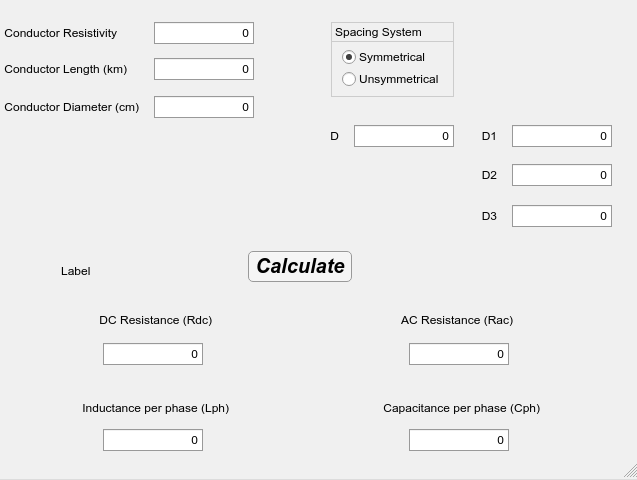 Conductor Resistivity 0
Spacing System
Symmetrical
Conductor Length (km) 0
Unsymmetrical
Conductor Diameter (cm) 0
D 0 D1 0
D2 0
D3 0
Label
Calculate
DC Resistance (Rdc) AC Resistance (Rac)
0 0
Inductance per phase (Lph) Capacitance per phase (Cph)
0 0